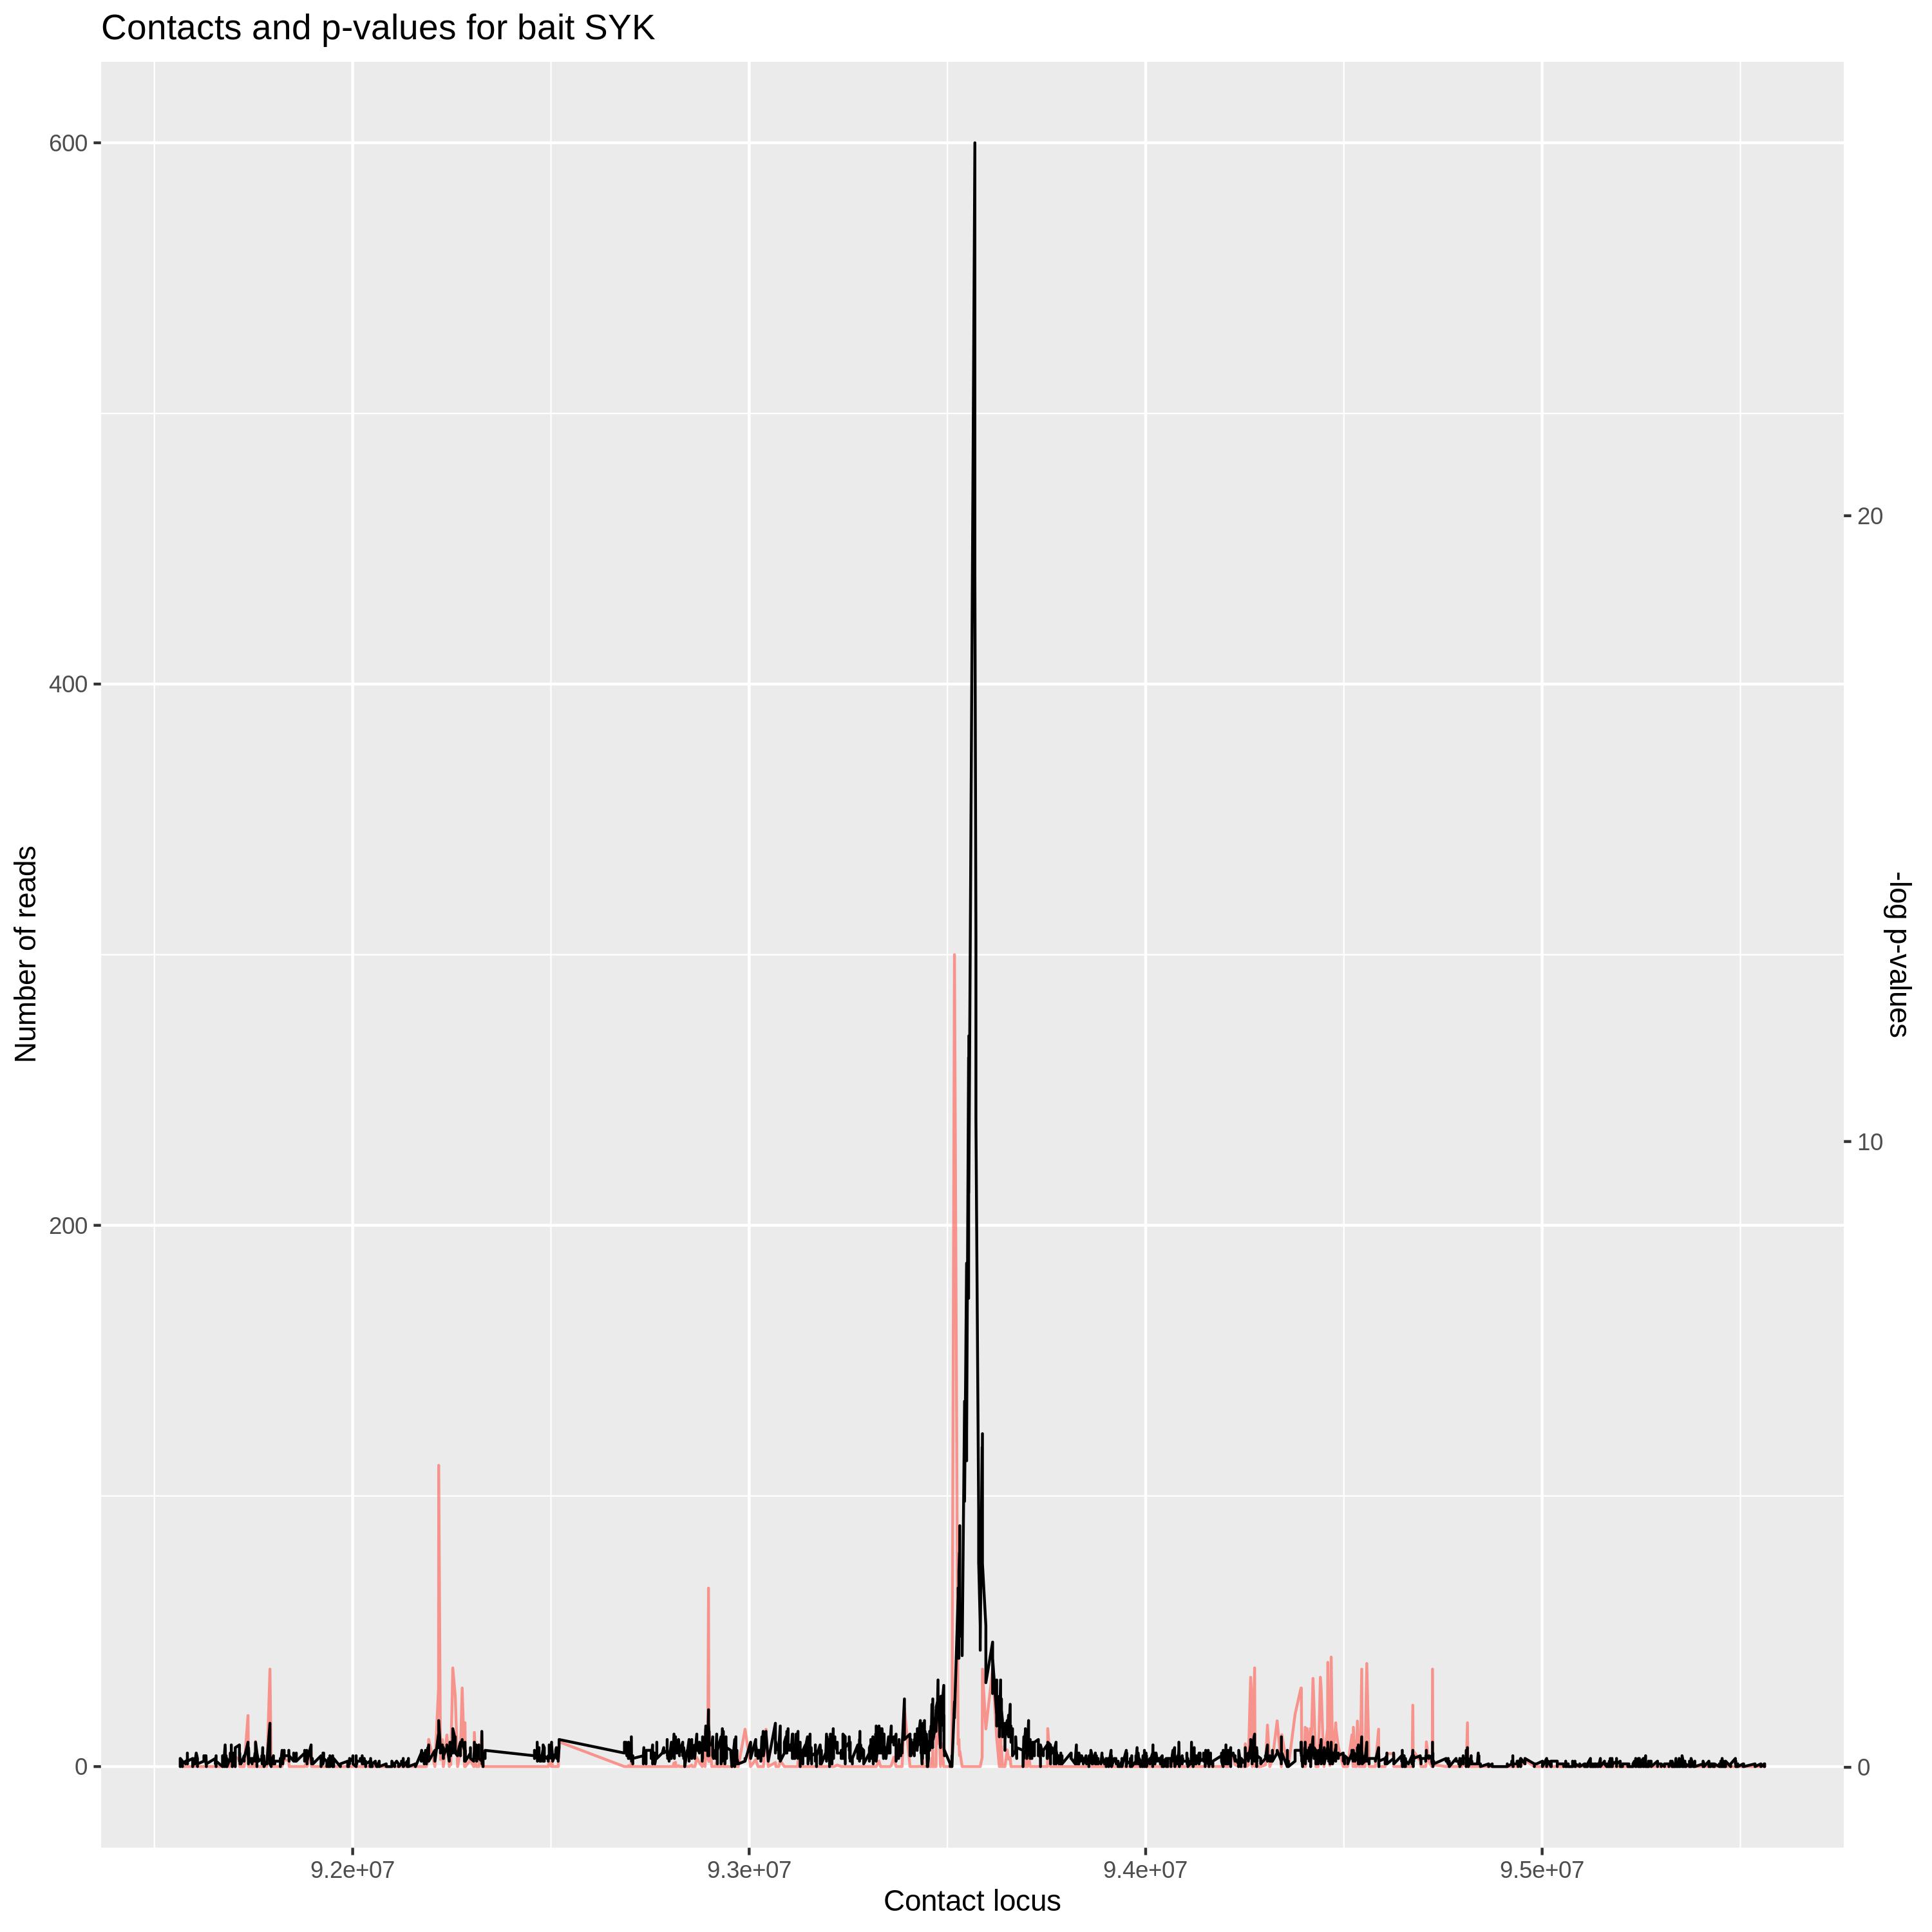 Contacts and p-values for bait SYK
600
400
200
0
Number of reads
20
10
0
-log p-values
9.2e+07
9.3e+07
9.4e+07
9.5e+07
Contact locus